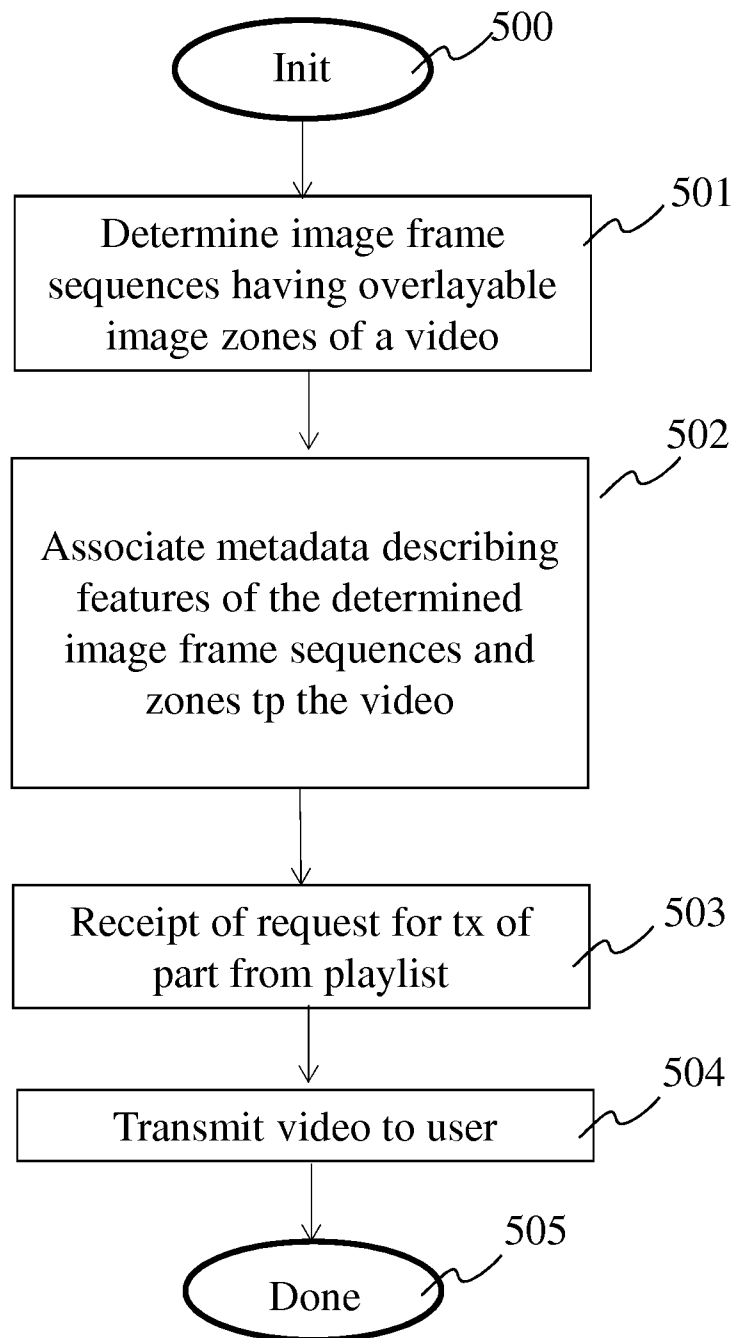 500
Init
501
Determine image frame
sequences having overlayable
image zones of a video
502
Associate metadata describing
features of the determined
image frame sequences and
zones tp the video
503
Receipt of request for tx of
part from playlist
504
Transmit video to user
505
Done